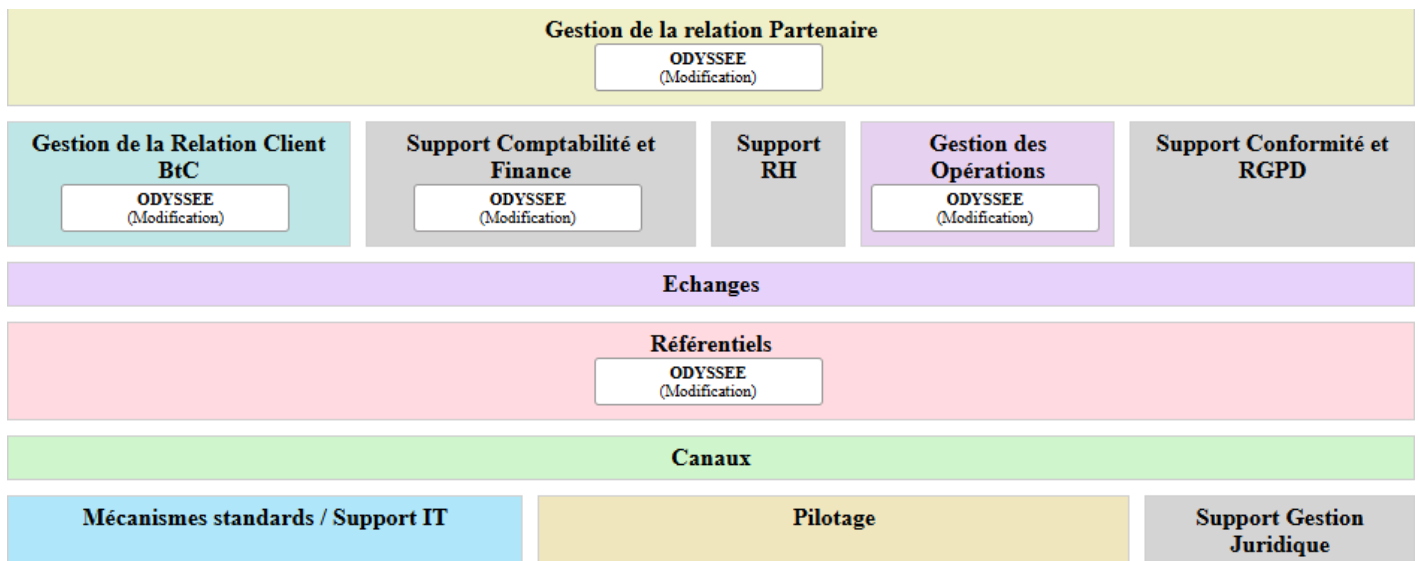 Gestion de la relation Partenaire
ODYSSEE
(Modification)
Gestion de la Relation Client
BtC
ODYSSEE
(Modification)
Support Comptabilité et
Finance
ODYSSEE
(Modification)
Support
RH
Gestion des
Opérations
ODYSSEE
(Modification)
Support Conformité et
RGPD
Echanges
Référentiels
ODYSSEE
(Modification)
Canaux
Mécanismes standards / Support IT
Pilotage
Support Gestion
Juridique